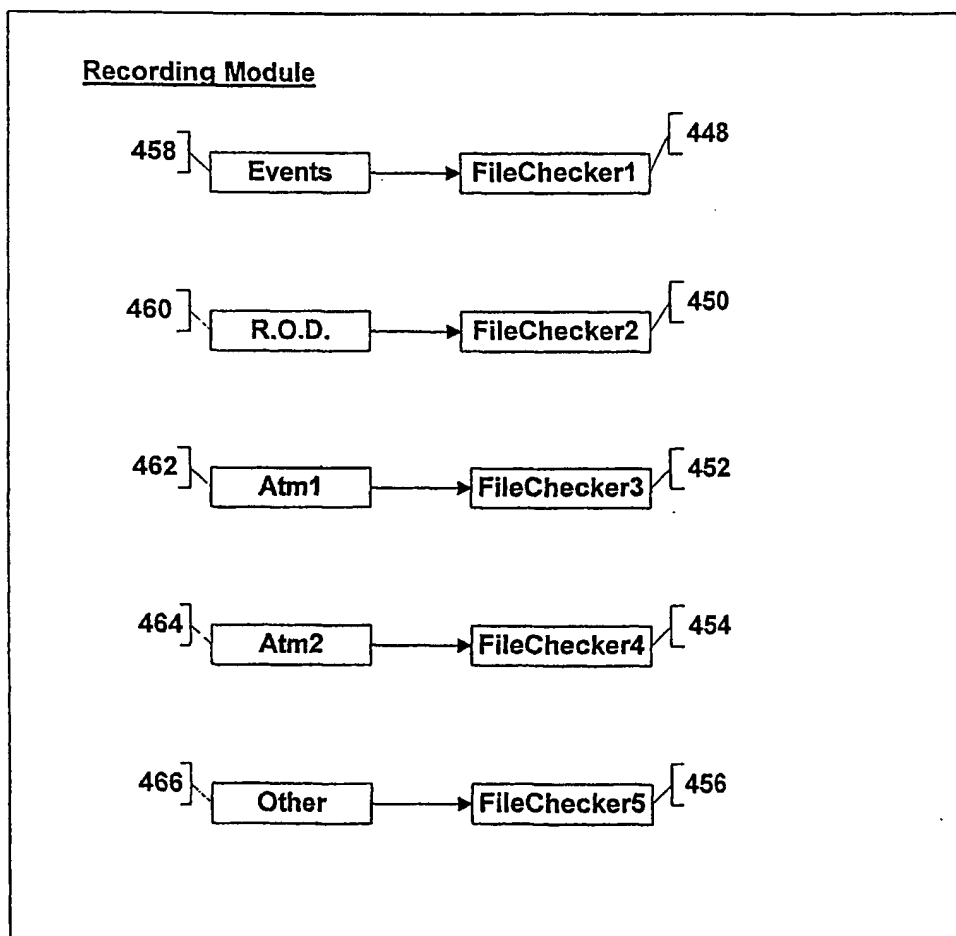 Recording Module
458 Events FileChecker1 448
460 R.O.D. FileChecker2 450
462 Atm1 FileChecker3 452
464 Atm2 FileChecker4 454
466 Other FileChecker5 456